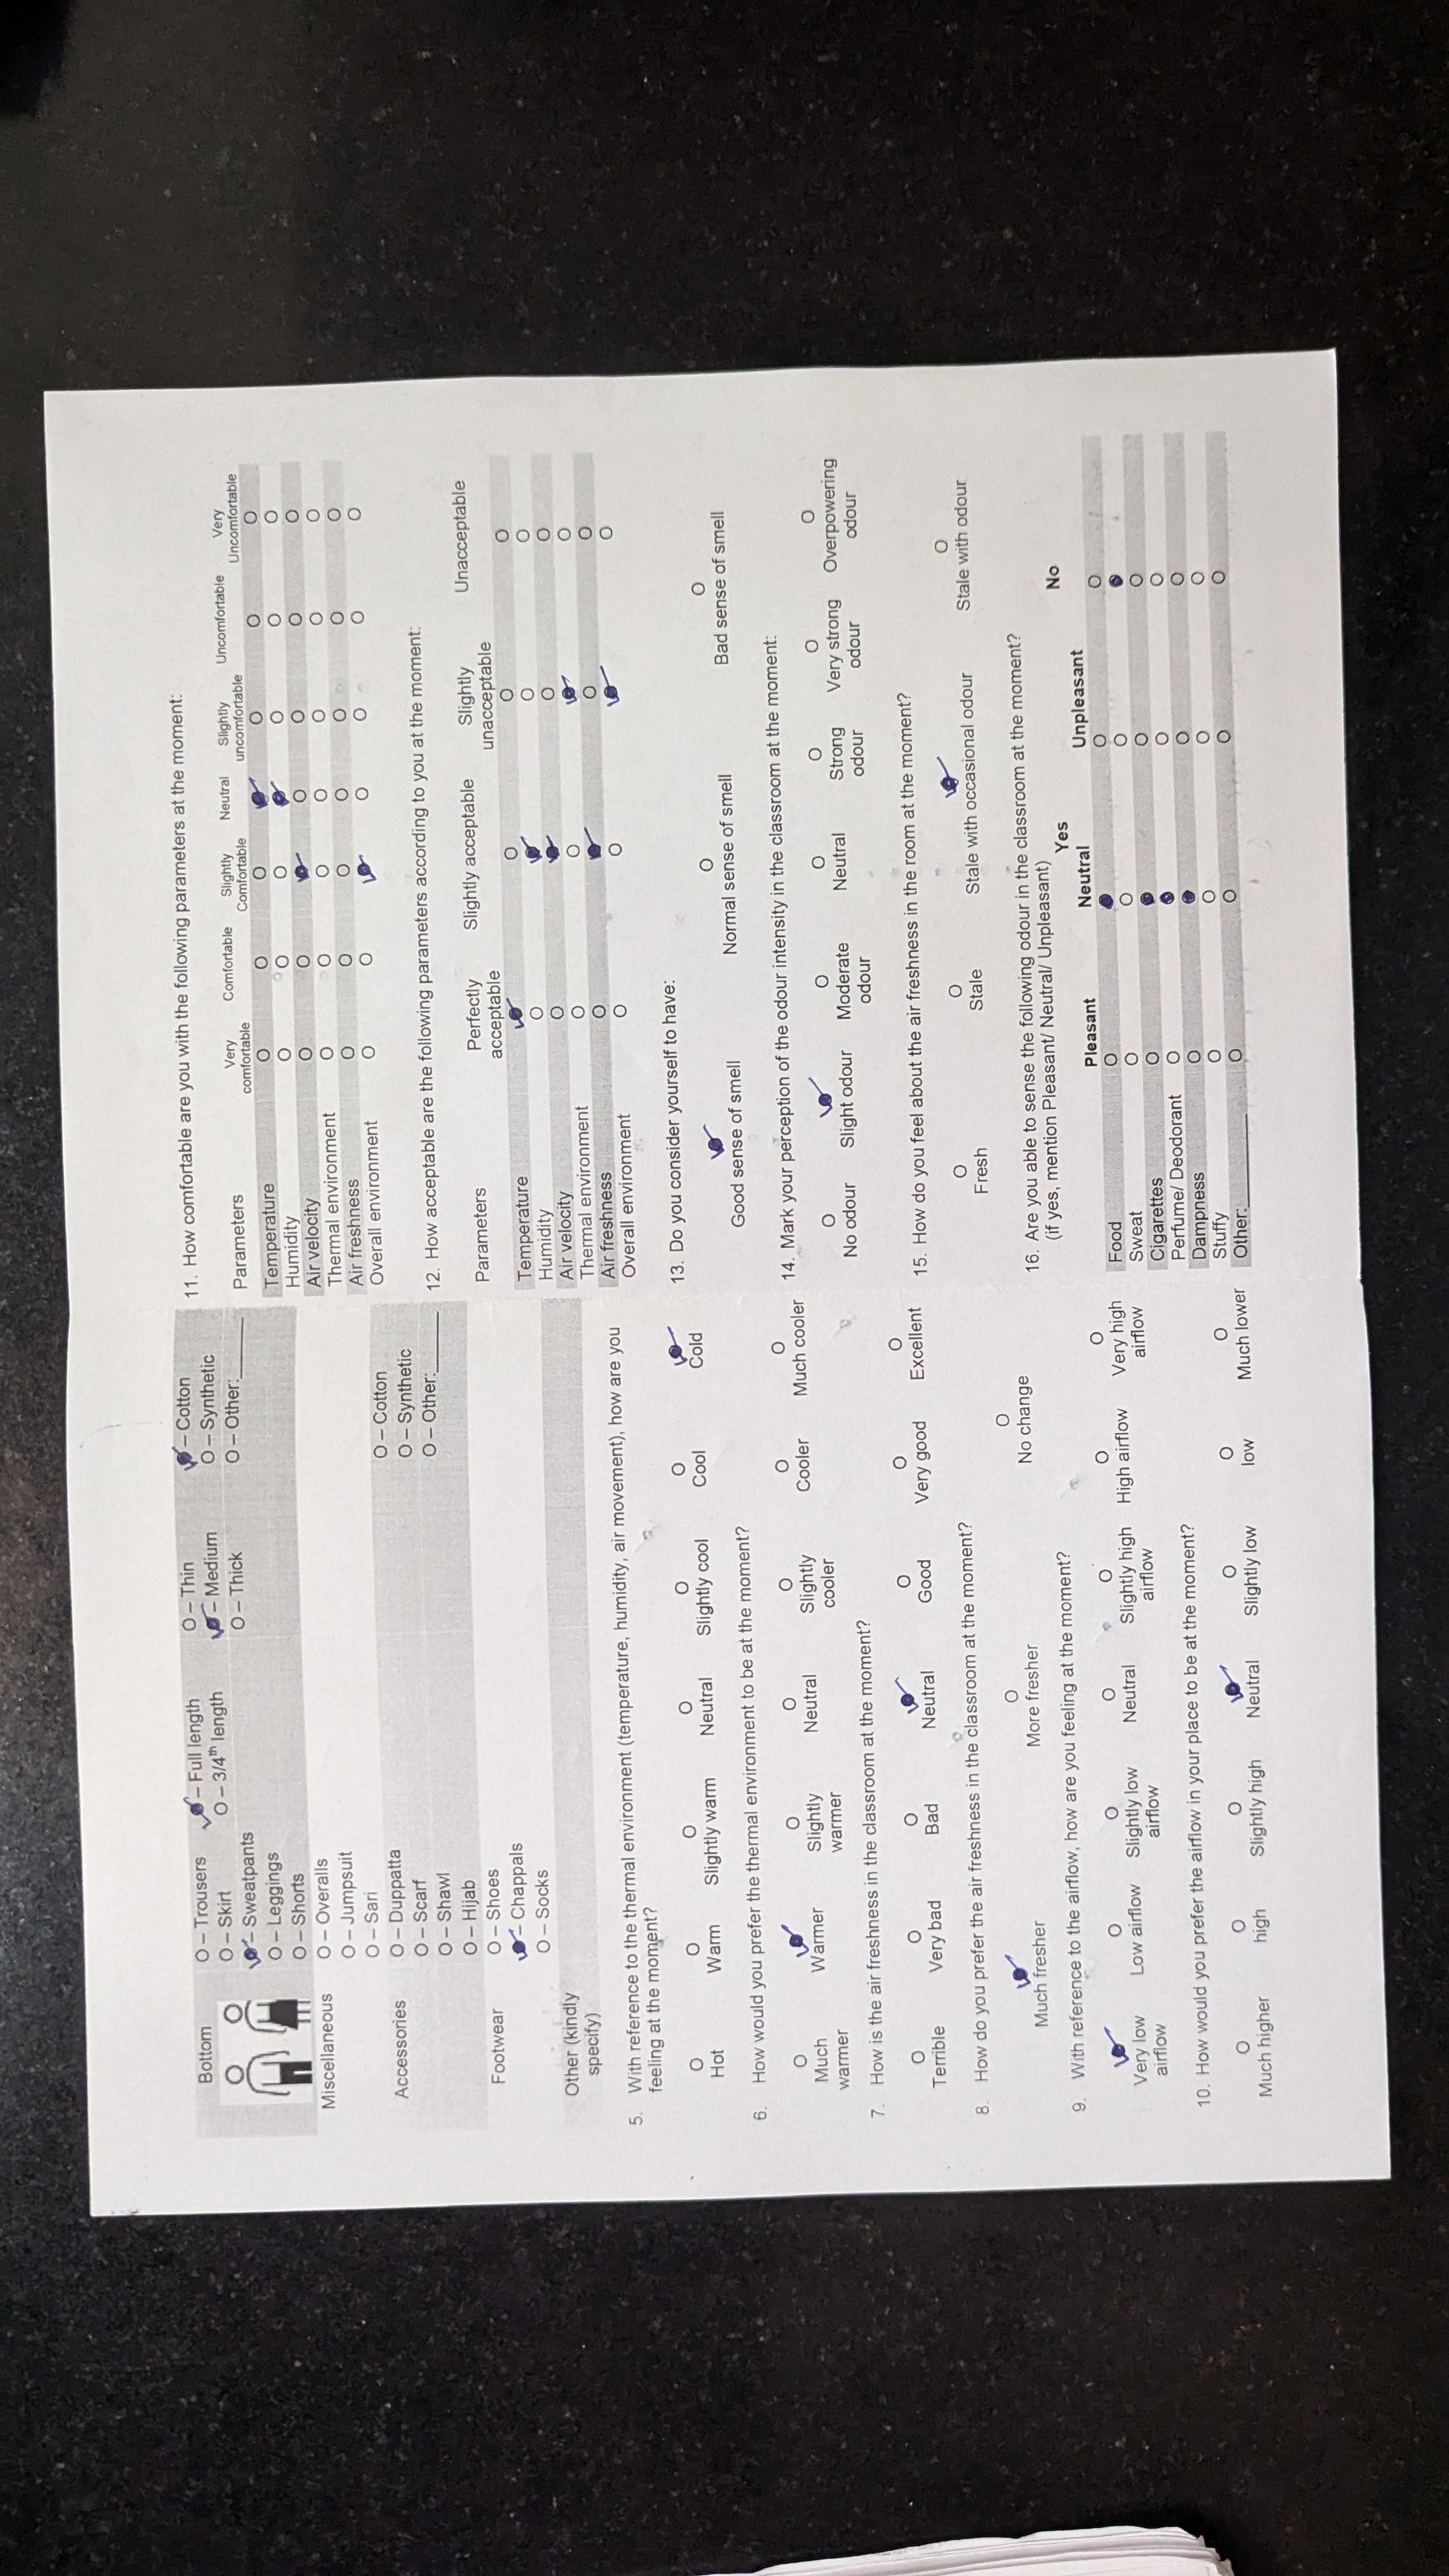 Bottom
O – Trousers
O – Skirt
O – Sweatpants
O – Leggings
O – Shorts
O – Full length
O – 3/4th length
O – Thin
O – Medium
O – Thick
O – Cotton
O – Synthetic
O – Other:______
Miscellaneous
O – Overalls
O – Jumpsuit
O – Sari
Accessories
O – Duppatta
O – Scarf
O – Shawl
O – Hijab
O – Cotton
O – Synthetic
O – Other:______
Footwear
O – Shoes
O – Chappals
O – Socks
Other (kindly
specify)
5. With reference to the thermal environment (temperature, humidity, air movement), how are you
feeling at the moment?
O O O O O O O
Hot Warm Slightly warm Neutral Slightly cool Cool Cold
6. How would you prefer the thermal environment to be at the moment?
O O O O O O O
Much Warmer Slightly Neutral Slightly Cooler Much cooler
warmer warmer cooler
7. How is the air freshness in the classroom at the moment?
O O O O O O O
Terrible Very bad Bad Neutral Good Very good Excellent
8. How do you prefer the air freshness in the classroom at the moment?
O O O
Much fresher More fresher No change
9. With reference to the airflow, how are you feeling at the moment?
O O O O O O O
Very low Low airflow Slightly low Neutral Slightly high High airflow Very high
airflow airflow airflow airflow
10. How would you prefer the airflow in your place to be at the moment?
O O O O O O O
Much higher high Slightly high Neutral Slightly low low Much lower
11. How comfortable are you with the following parameters at the moment:
Parameters Very Comfortable Slightly Neutral Slightly Uncomfortable Very
comfortable Comfortable uncomfortable Uncomfortable
Temperature O O O O O O O
Humidity O O O O O O O
Air velocity O O O O O O O
Thermal environment O O O O O O O
Air freshness O O O O O O O
Overall environment O O O O O O O
12. How acceptable are the following parameters according to you at the moment:
Parameters Perfectly Slightly acceptable Slightly Unacceptable
acceptable unacceptable
Temperature O O O O
Humidity O O O O
Air velocity O O O O
Thermal environment O O O O
Air freshness O O O O
Overall environment O O O O
13. Do you consider yourself to have:
O O O
Good sense of smell Normal sense of smell Bad sense of smell
14. Mark your perception of the odour intensity in the classroom at the moment:
O O O O O O O
No odour Slight odour Moderate Neutral Strong Very strong Overpowering
odour odour odour odour
15. How do you feel about the air freshness in the room at the moment?
O O O O
Fresh Stale Stale with occasional odour Stale with odour
16. Are you able to sense the following odour in the classroom at the moment?
(if yes, mention Pleasant/ Neutral/ Unpleasant)
Yes No
Pleasant Neutral Unpleasant
Food O O O O
Sweat O O O O
Cigarettes O O O O
Perfume/ Deodorant O O O O
Dampness O O O O
Stuffy O O O O
Other:__________ O O O O